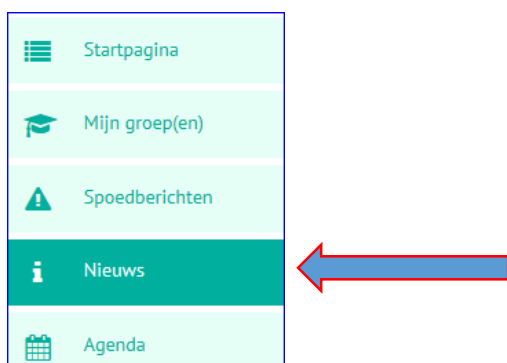 Startpagina
Mijn groep(en)
Spoedberichten
Nieuws
Agenda